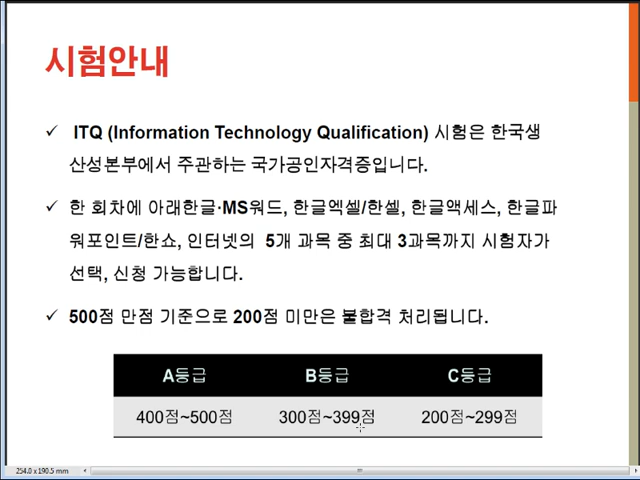 시험안내
✓ ITQ (Information Technology Qualification) 시험은 한국생
산성본부에서 주관하는 국가공인자격증입니다.
✓ 한 회차에 아래한글·MS워드, 한글엑셀/한셀, 한글액세스, 한글파
워포인트/한쇼, 인터넷의 5개 과목 중 최대 3과목까지 시험자가
선택, 신청 가능합니다.
✓ 500점 만점 기준으로 200점 미만은 불합격 처리됩니다.
A등급 B등급 C등급
400점~500점 300점~399점 200점~299점
254.0 x 190.5 mm